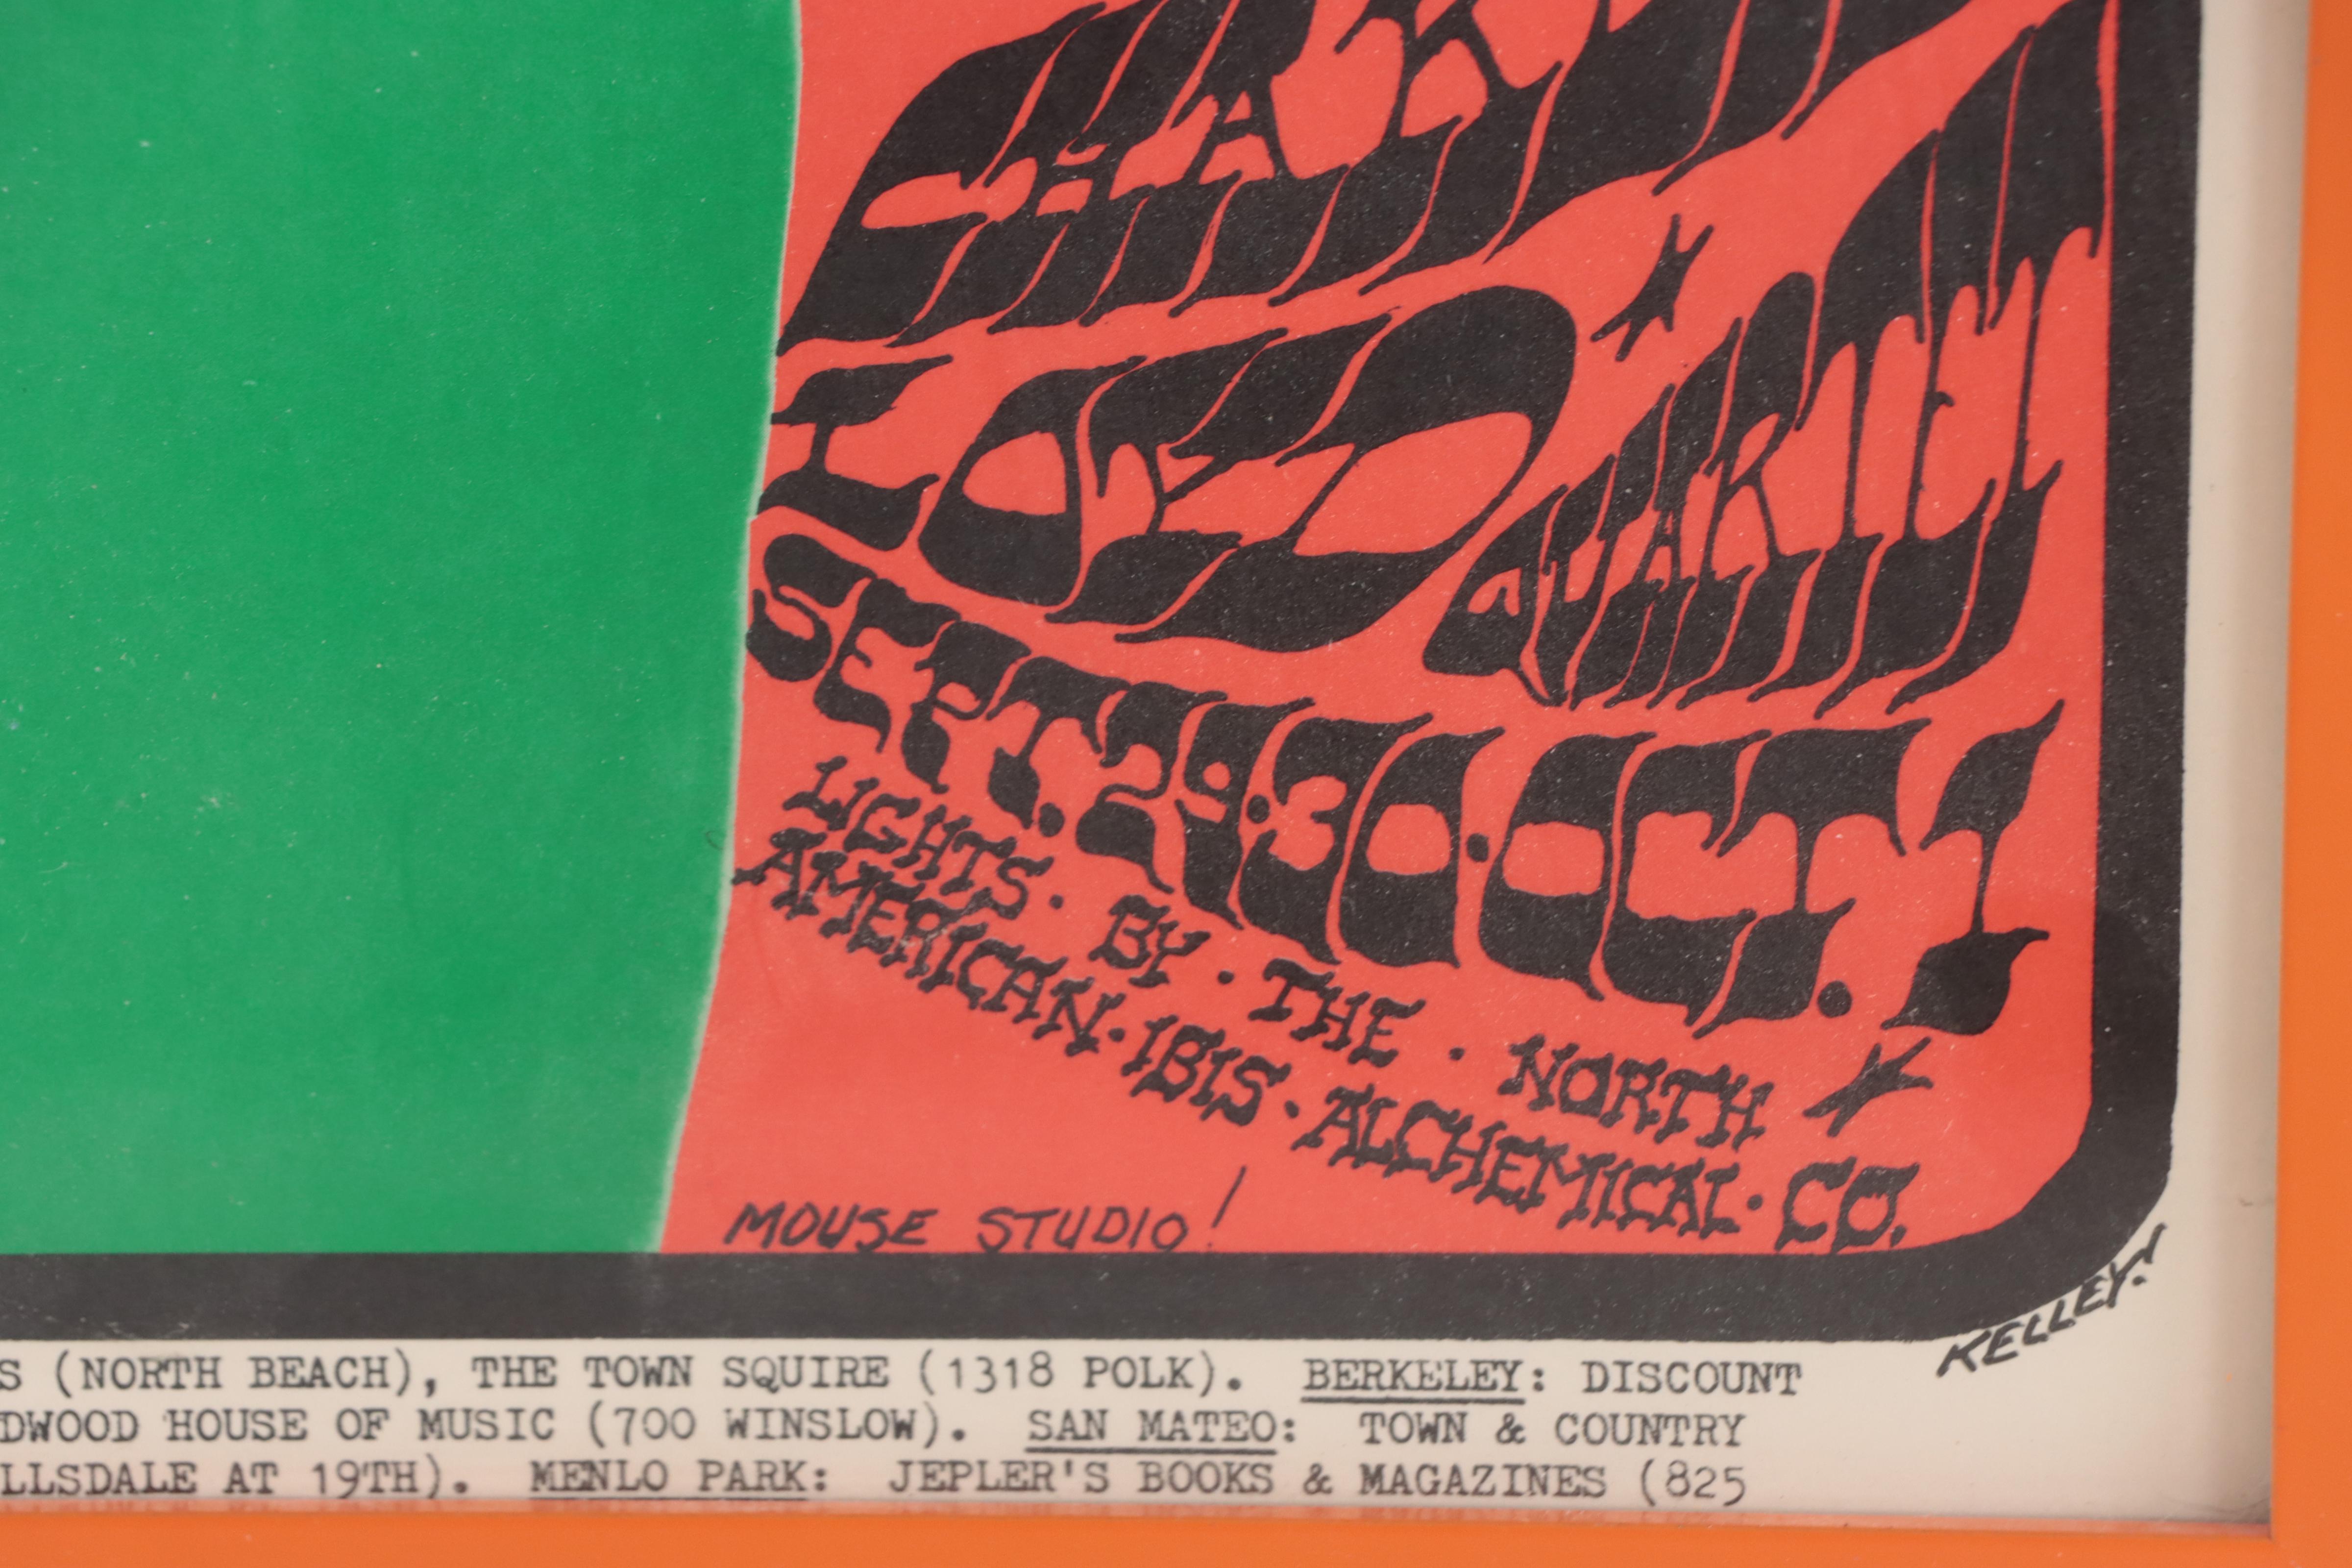 LOYD QUARTET
SEPT. 29·30·OCT. 1
LIGHTS · BY · THE · NORTH
AMERICAN · IBIS · ALCHEMICAL · CO.
MOUSE STUDIO!
KELLEY!
S (NORTH BEACH), THE TOWN SQUIRE (1318 POLK). BERKELEY: DISCOUNT
DWOOD HOUSE OF MUSIC (700 WINSLOW). SAN MATEO: TOWN & COUNTRY
LLSDALE AT 19TH). MENLO PARK: JEPLER'S BOOKS & MAGAZINES (825